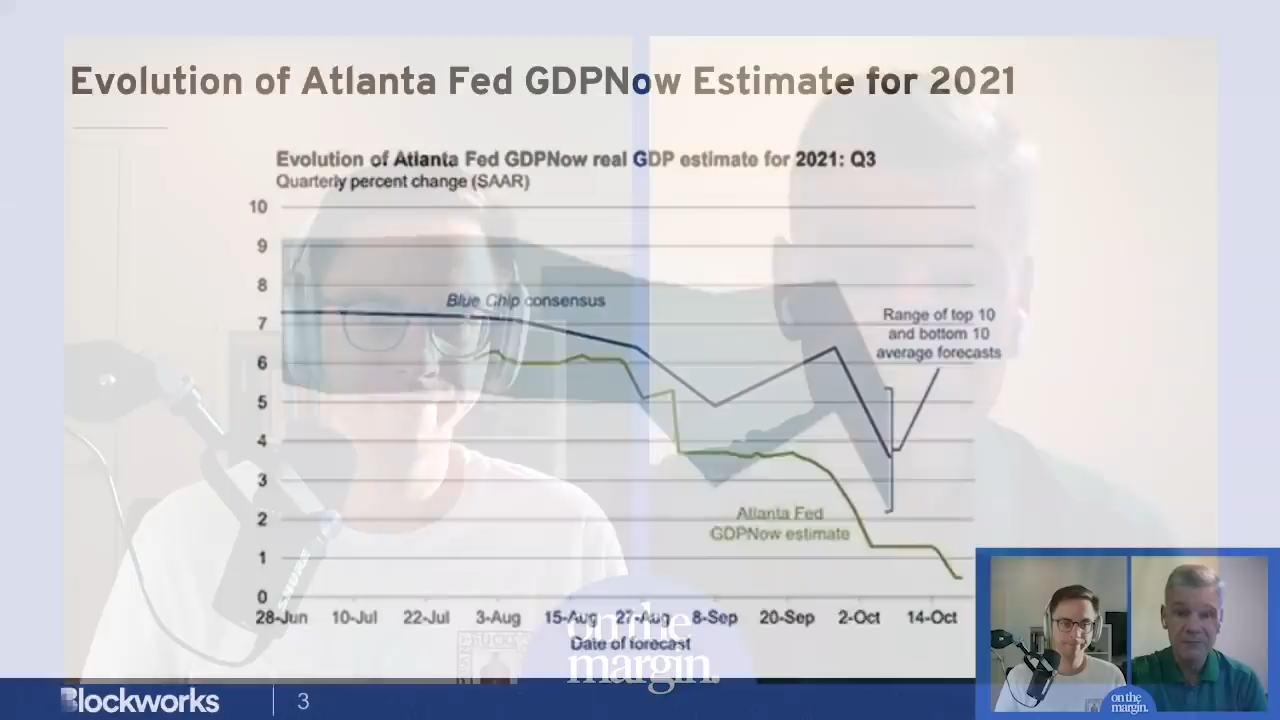 Evolution of Atlanta Fed GDPNow Estimate for 2021
Evolution of Atlanta Fed GDPNow real GDP estimate for 2021: Q3
Quarterly percent change (SAAR)
10
9
8
7
6
5
4
3
2
1
0
Blue Chip consensus
Range of top 10
and bottom 10
average forecasts
Atlanta Fed
GDPNow estimate
28-Jun 10-Jul 22-Jul 3-Aug 15-Aug 27-Aug 8-Sep 20-Sep 2-Oct 14-Oct
Date of forecast
on the
margin.
SHURE
Blockworks
3
on the
margin.